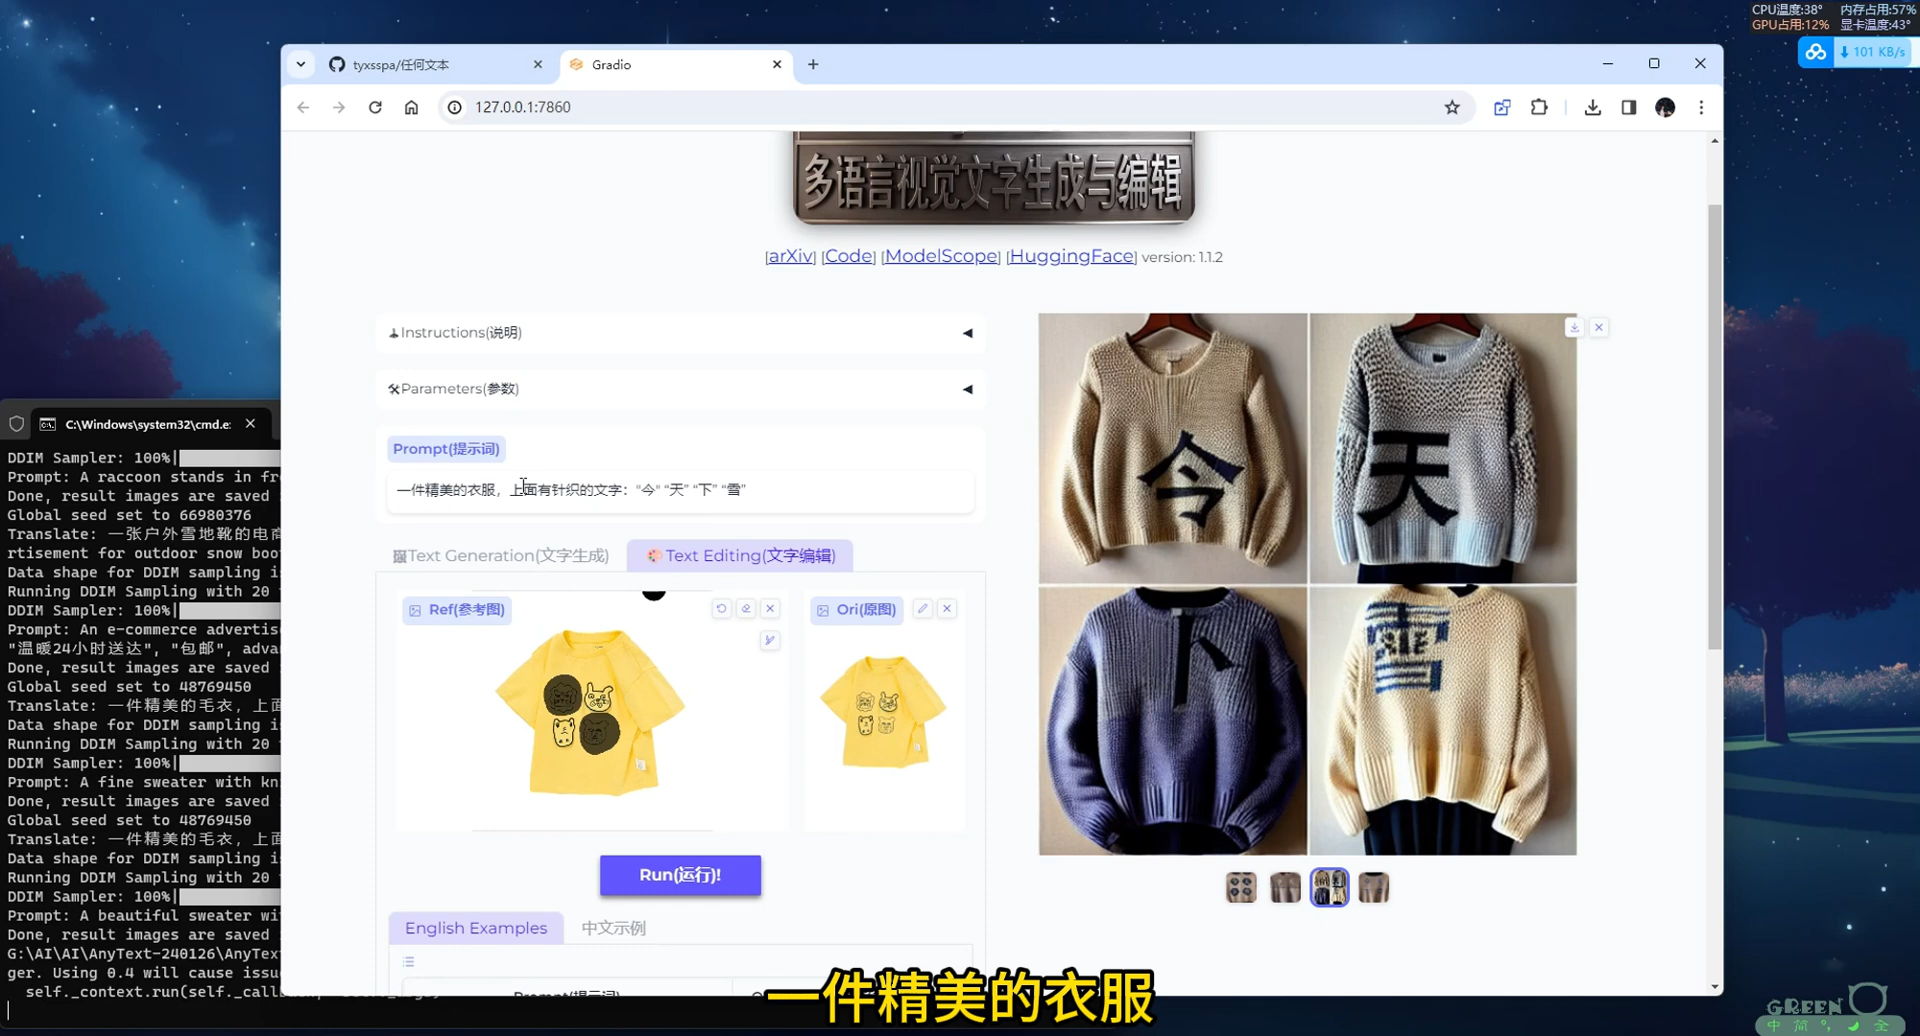 CPU温度:38° 内存占用:57%
GPU占用:12% 显卡温度:43°
101 KB/s
tyxsspa/任何文本
Gradio
127.0.0.1:7860
多语言视觉文字生成与编辑
[arXiv] [Code] [ModelScope] [HuggingFace] version: 1.1.2
Instructions(说明)
Parameters(参数)
Prompt(提示词)
一件精美的衣服，上面有针织的文字：“今” “天” “下” “雪”
Text Generation(文字生成)
Text Editing(文字编辑)
Ref(参考图)
Ori(原图)
Run(运行)!
English Examples
中文示例
Prompt(提示词)
今
天
下
雪
C:\Windows\system32\cmd.e:
DDIM Sampler: 100%|
Prompt: A raccoon stands in fr
Done, result images are saved
Global seed set to 66980376
Translate: 一张户外雪地靴的电商
rtisement for outdoor snow boo
Data shape for DDIM sampling i
Running DDIM Sampling with 20
DDIM Sampler: 100%|
Prompt: An e-commerce advertis
"温暖24小时送达", "包邮", adva
Done, result images are saved
Global seed set to 48769450
Translate: 一件精美的毛衣，上面
Data shape for DDIM sampling i
Running DDIM Sampling with 20
DDIM Sampler: 100%|
Prompt: A fine sweater with kn
Done, result images are saved
Global seed set to 48769450
Translate: 一件精美的毛衣，上面
Data shape for DDIM sampling i
Running DDIM Sampling with 20
DDIM Sampler: 100%|
Prompt: A beautiful sweater wi
Done, result images are saved
G:\AI\AI\AnyText-240126\AnyTex
ger. Using 0.4 will cause issu
self._context.run(self._callb
一件精美的衣服
GREEN
中 简 °, 全